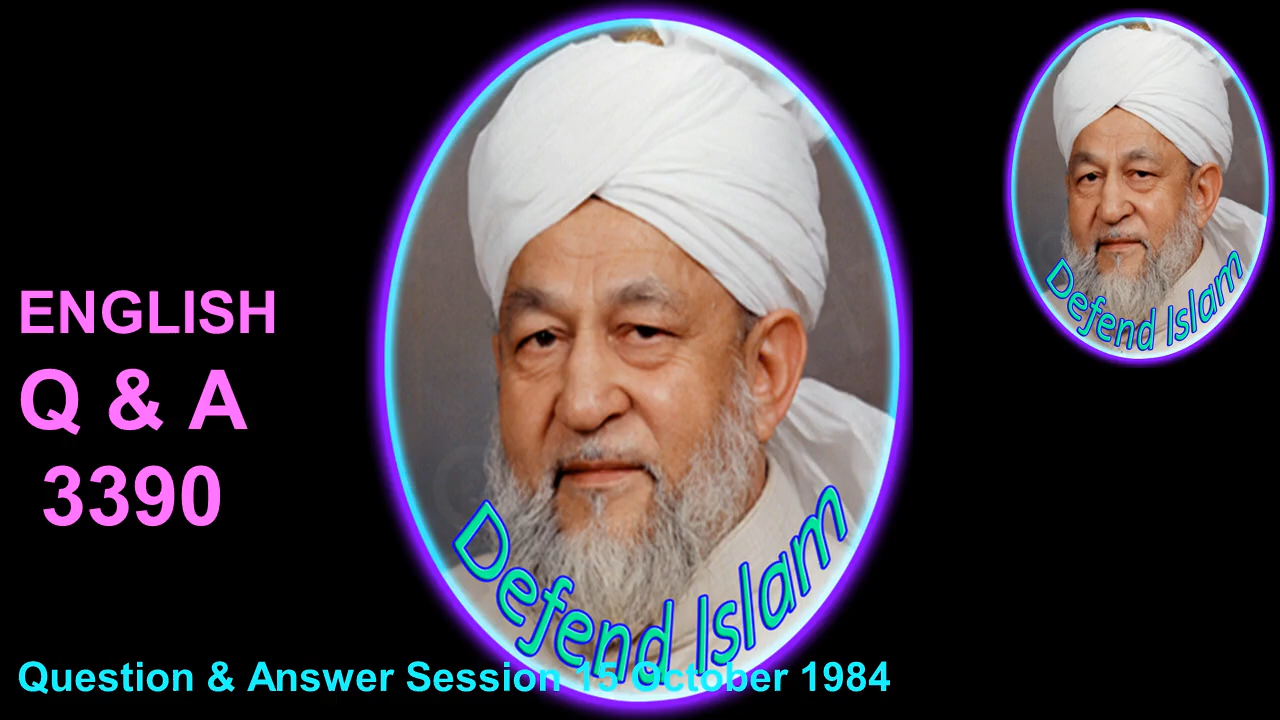 ENGLISH
Q & A
3390
Defend Islam
Defend Islam
Question & Answer Session 15 October 1984